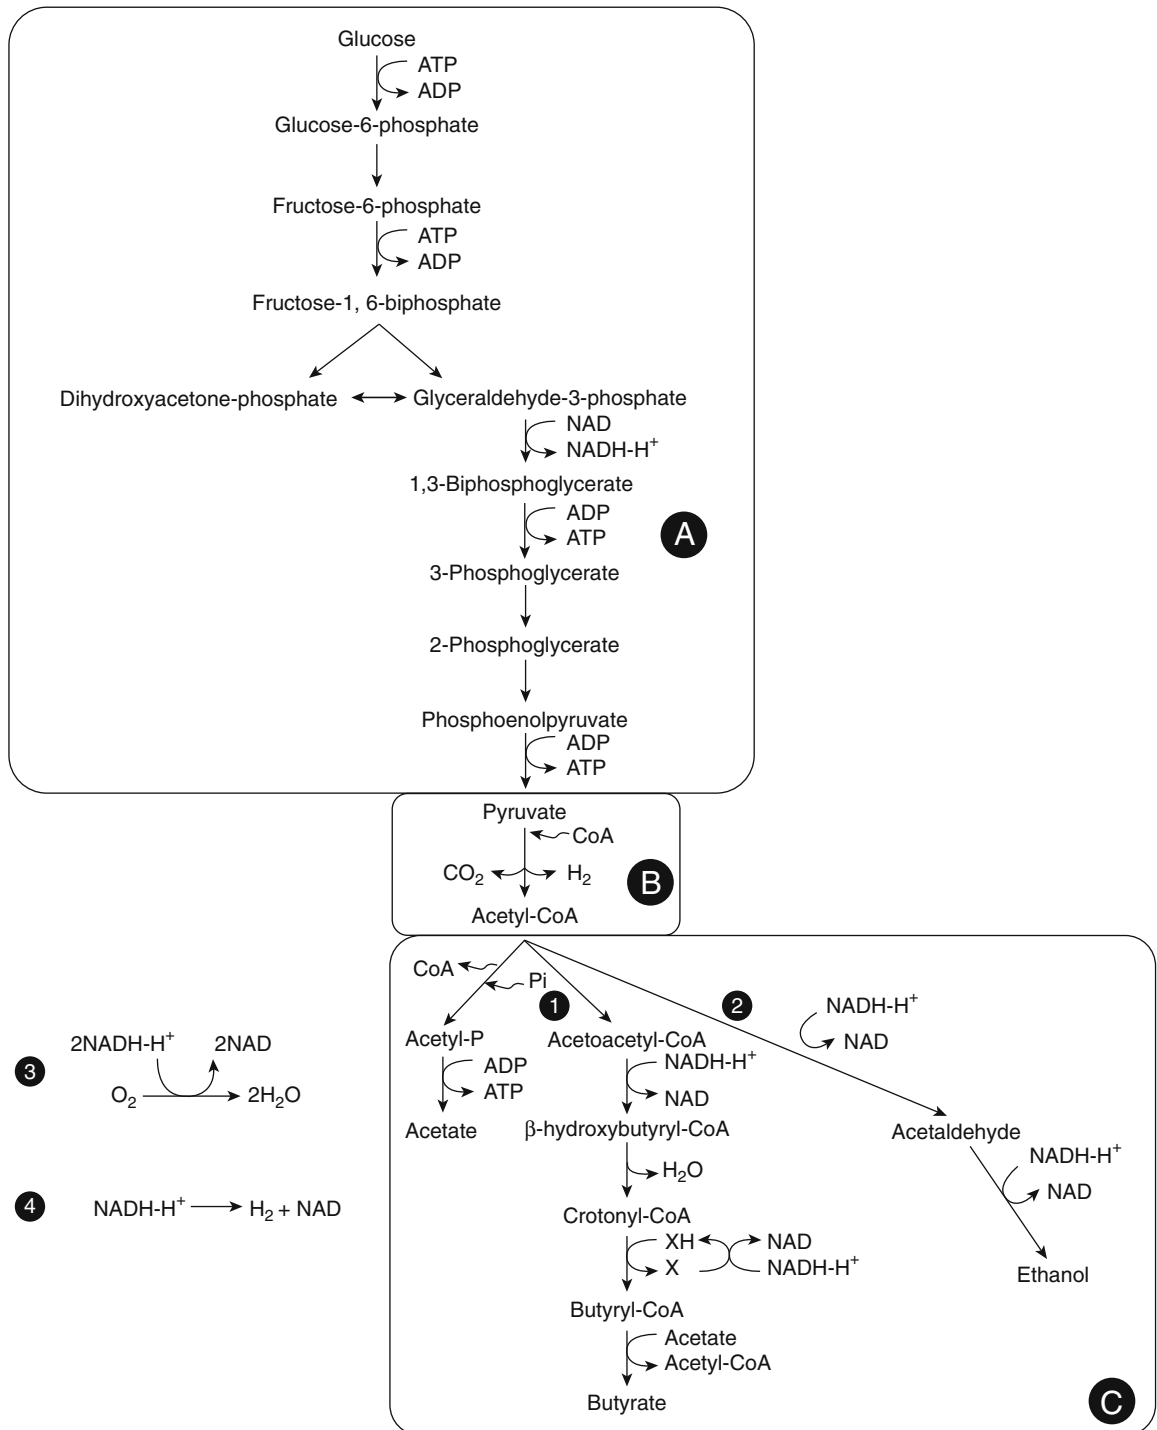 Glucose
ATP
ADP
Glucose-6-phosphate
Fructose-6-phosphate
ATP
ADP
Fructose-1, 6-biphosphate
Dihydroxyacetone-phosphate
Glyceraldehyde-3-phosphate
NAD
NADH-H⁺
1,3-Biphosphoglycerate
ADP
ATP
A
3-Phosphoglycerate
2-Phosphoglycerate
Phosphoenolpyruvate
ADP
ATP
Pyruvate
CoA
CO₂
H₂
B
Acetyl-CoA
CoA
Pi
1
2
NADH-H⁺
NAD
Acetyl-P
ADP
ATP
Acetate
Acetoacetyl-CoA
NADH-H⁺
NAD
β-hydroxybutyryl-CoA
H₂O
Crotonyl-CoA
XH
X
NAD
NADH-H⁺
Butyryl-CoA
Acetate
Acetyl-CoA
Butyrate
Acetaldehyde
NADH-H⁺
NAD
Ethanol
C
3
2NADH-H⁺
2NAD
O₂
2H₂O
4
NADH-H⁺
H₂ + NAD